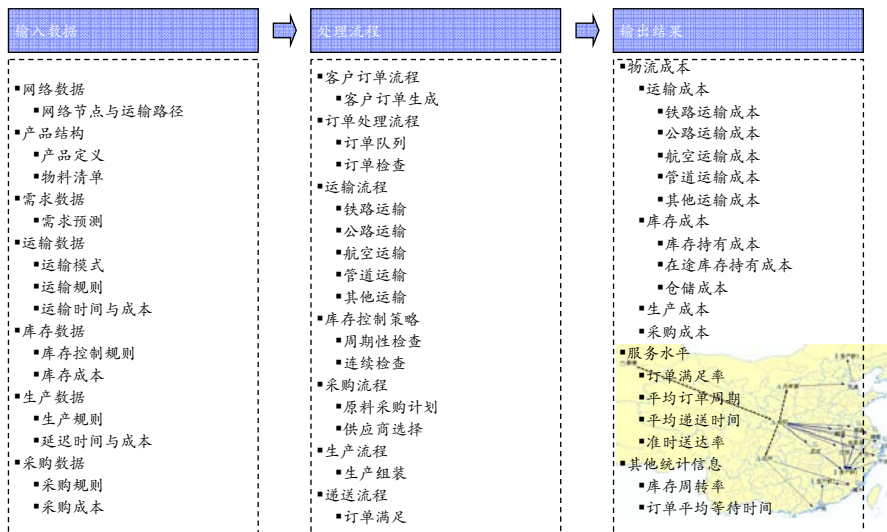 输入数据
网络数据
网络节点与运输路径
产品结构
产品定义
物料清单
需求数据
需求预测
运输数据
运输模式
运输规则
运输时间与成本
库存数据
库存控制规则
库存成本
生产数据
生产规则
延迟时间与成本
采购数据
采购规则
采购成本
处理流程
客户订单流程
客户订单生成
订单处理流程
订单队列
订单检查
运输流程
铁路运输
公路运输
航空运输
管道运输
其他运输
库存控制策略
周期性检查
连续检查
采购流程
原料采购计划
供应商选择
生产流程
生产组装
递送流程
订单满足
输出结果
物流成本
运输成本
铁路运输成本
公路运输成本
航空运输成本
管道运输成本
其他运输成本
库存成本
库存持有成本
在途库存持有成本
仓储成本
生产成本
采购成本
服务水平
订单满足率
平均订单周期
平均递送时间
准时送达率
其他统计信息
库存周转率
订单平均等待时间